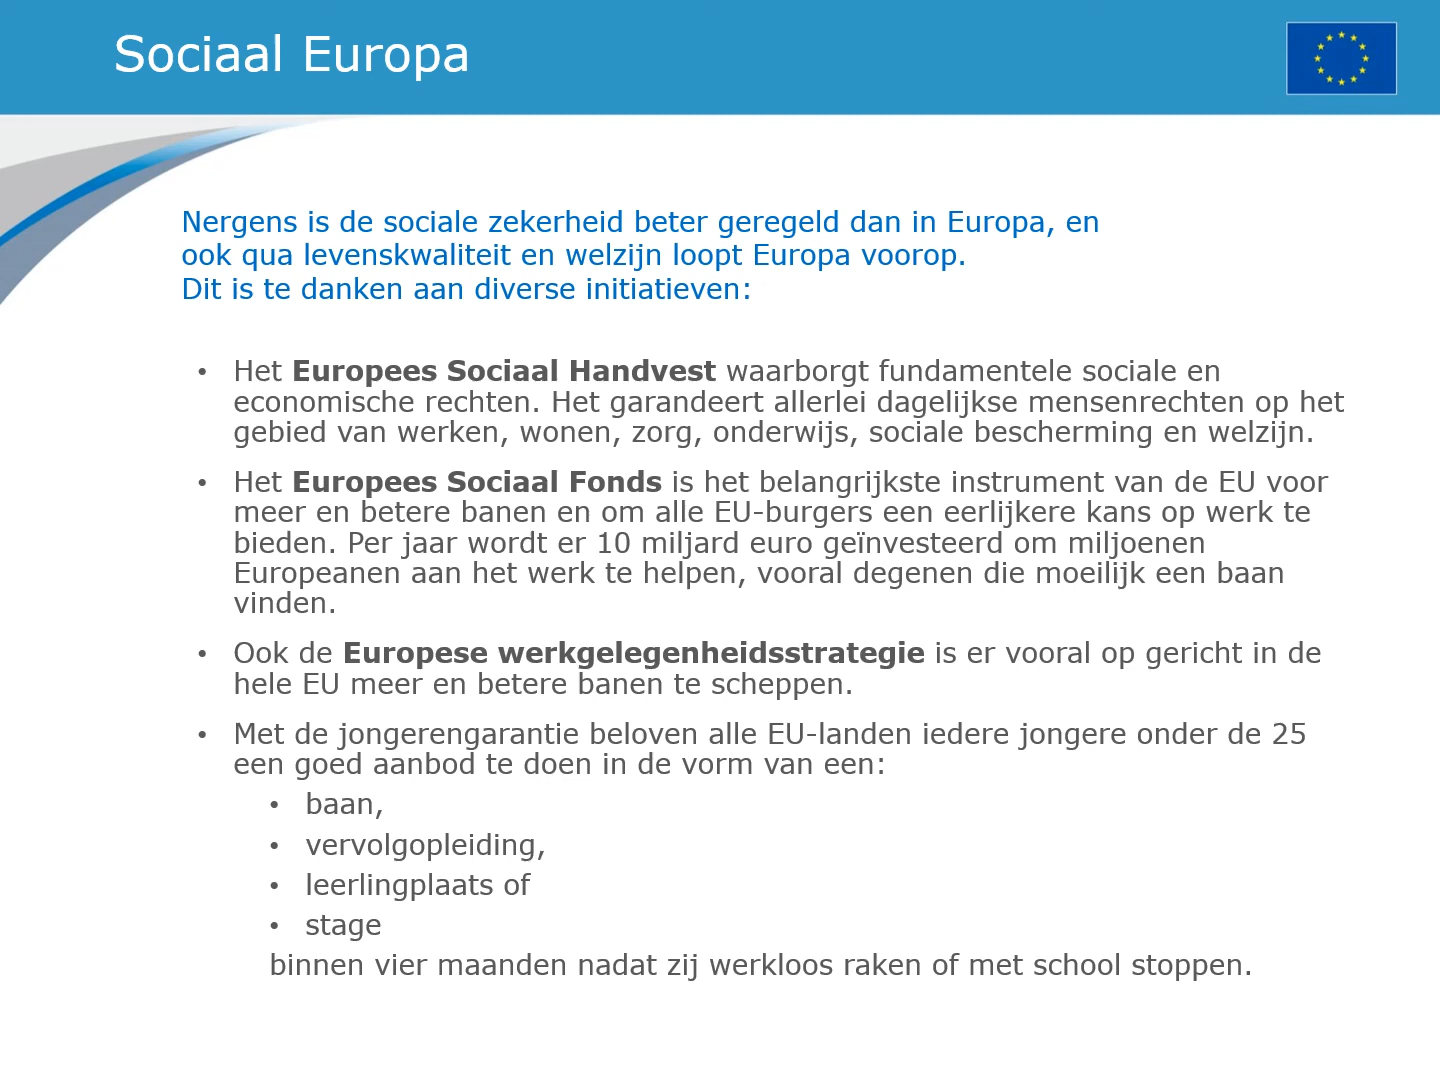 Sociaal Europa
Nergens is de sociale zekerheid beter geregeld dan in Europa, en
ook qua levenskwaliteit en welzijn loopt Europa voorop.
Dit is te danken aan diverse initiatieven:
• Het Europees Sociaal Handvest waarborgt fundamentele sociale en
economische rechten. Het garandeert allerlei dagelijkse mensenrechten op het
gebied van werken, wonen, zorg, onderwijs, sociale bescherming en welzijn.
• Het Europees Sociaal Fonds is het belangrijkste instrument van de EU voor
meer en betere banen en om alle EU-burgers een eerlijkere kans op werk te
bieden. Per jaar wordt er 10 miljard euro geïnvesteerd om miljoenen
Europeanen aan het werk te helpen, vooral degenen die moeilijk een baan
vinden.
• Ook de Europese werkgelegenheidsstrategie is er vooral op gericht in de
hele EU meer en betere banen te scheppen.
• Met de jongerengarantie beloven alle EU-landen iedere jongere onder de 25
een goed aanbod te doen in de vorm van een:
• baan,
• vervolgopleiding,
• leerlingplaats of
• stage
binnen vier maanden nadat zij werkloos raken of met school stoppen.